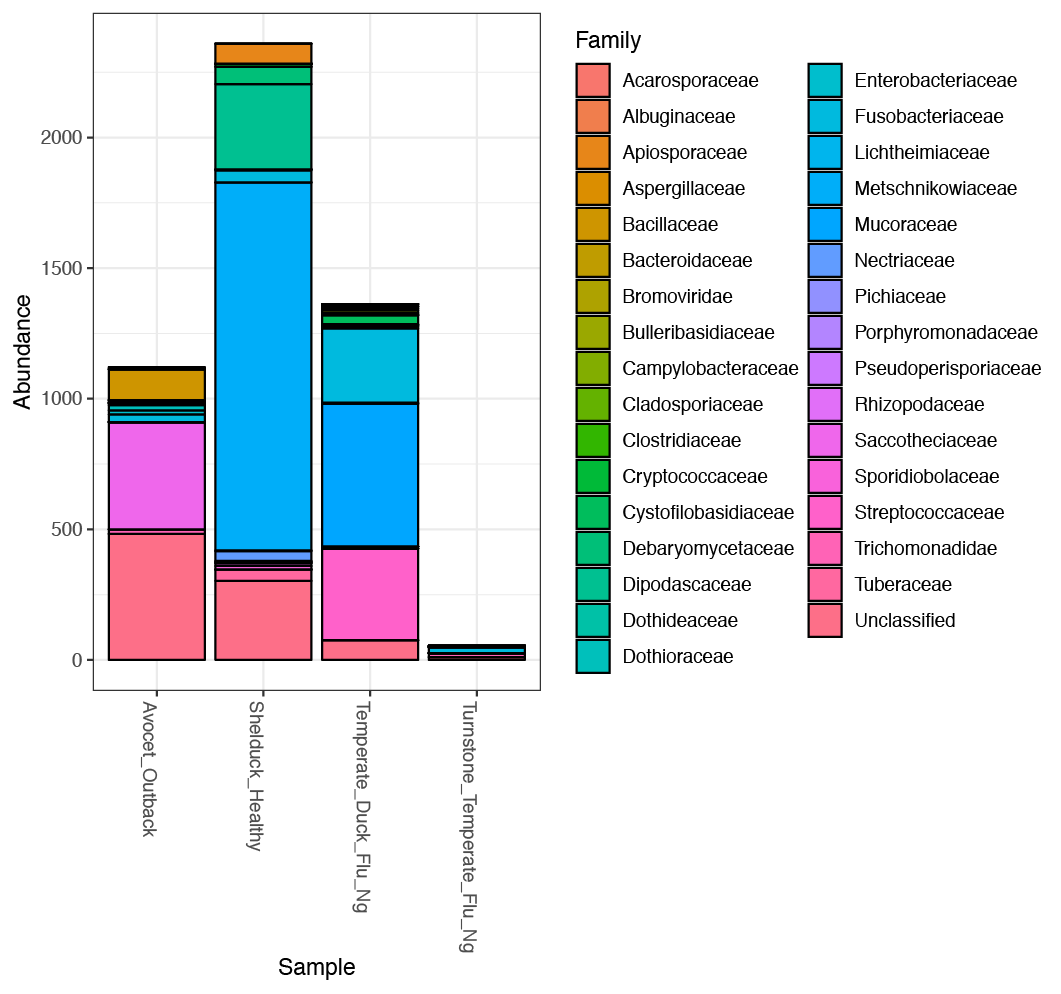 Family
Acarosporaceae
Albuginaceae
Apiosporaceae
Aspergillaceae
Bacillaceae
Bacteroidaceae
Bromoviridae
Bulleribasidiaceae
Campylobacteraceae
Cladosporiaceae
Clostridiaceae
Cryptococcaceae
Cystofilobasidiaceae
Debaryomycetaceae
Dipodascaceae
Dothideaceae
Dothioraceae
Enterobacteriaceae
Fusobacteriaceae
Lichtheimiaceae
Metschnikowiaceae
Mucoraceae
Nectriaceae
Pichiaceae
Porphyromonadaceae
Pseudoperisporiaceae
Rhizopodaceae
Saccotheciaceae
Sporidiobolaceae
Streptococcaceae
Trichomonadidae
Tuberaceae
Unclassified
Abundance
2000
1500
1000
500
0
Avocet_Outback
Shelduck_Healthy
Temperate_Duck_Flu_Ng
Turnstone_Temperate_Flu_Ng
Sample